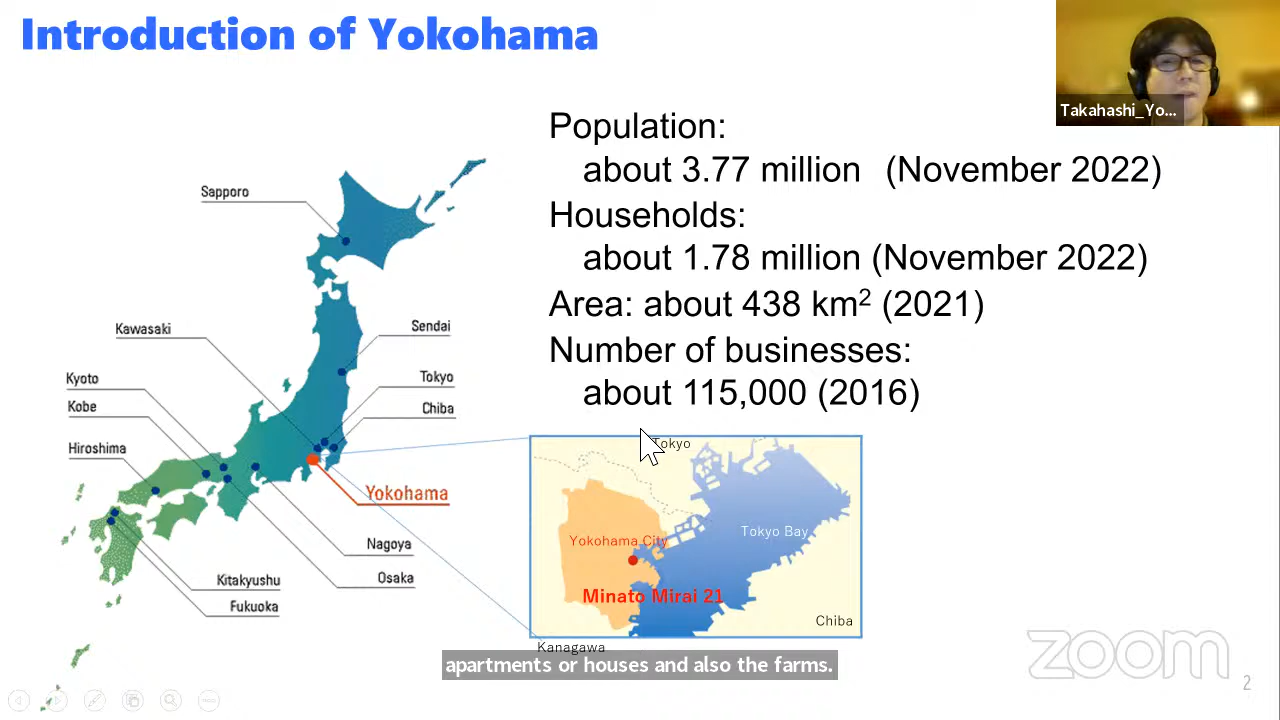 Introduction of Yokohama
Takahashi_Yo...
Population:
about 3.77 million (November 2022)
Households:
about 1.78 million (November 2022)
Area: about 438 km² (2021)
Number of businesses:
about 115,000 (2016)
Sapporo
Kawasaki
Sendai
Kyoto
Tokyo
Kobe
Chiba
Hiroshima
Yokohama
Nagoya
Kitakyushu
Osaka
Fukuoka
Tokyo
Tokyo Bay
Yokohama City
Minato Mirai 21
Chiba
Kanagawa
apartments or houses and also the farms.
zoom
2